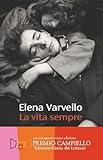 Elena Varvello
La vita sempre
PREMIO CAMPIELLO
Selezione Giuria dei Letterati